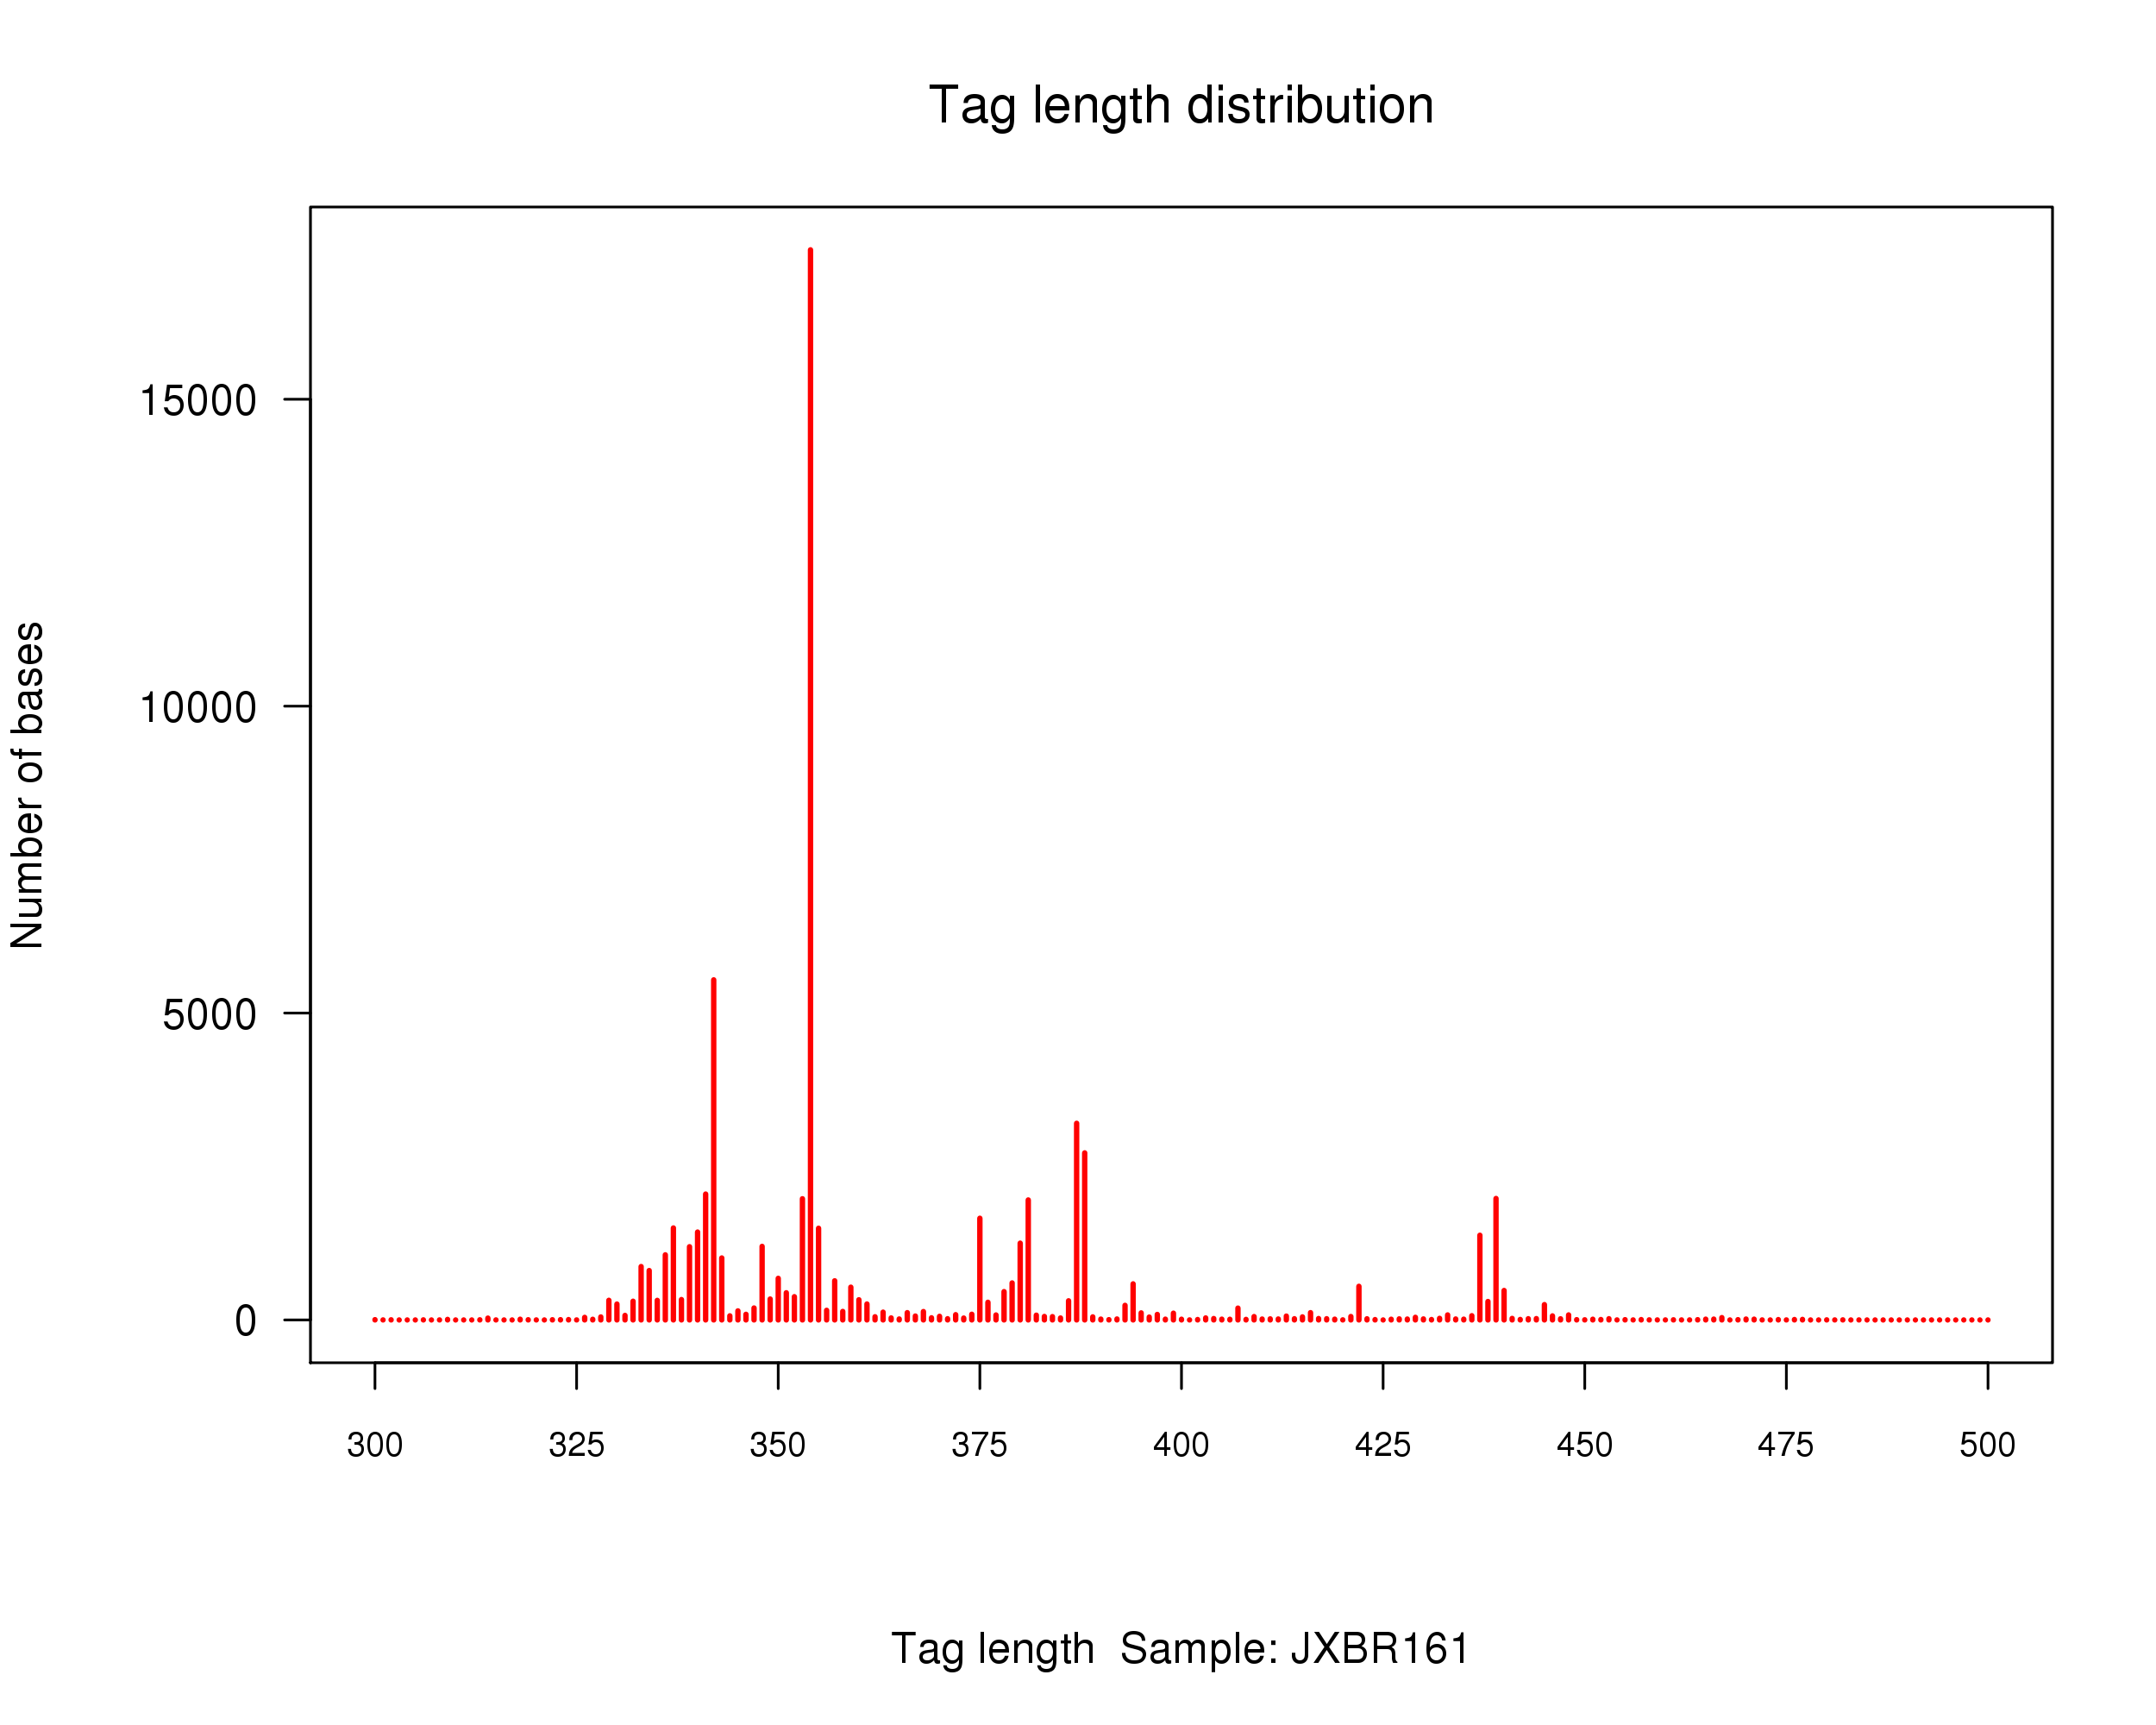 Tag length distribution
Number of bases
15000
10000
5000
0
300 325 350 375 400 425 450 475 500
Tag length  Sample: JXBR161